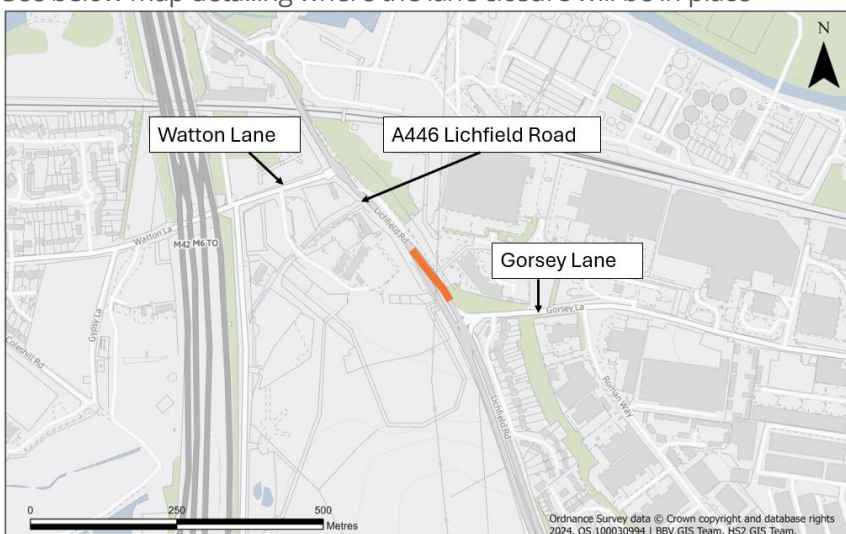 See below map detailing where the lane closure will be in place
N
Watton Lane
A446 Lichfield Road
Lichfield Rd
Watton La
M42 M6 TO
Gorsey Lane
Gorsey La
Gypsy La
Coleshill Rd
Roman Way
Lichfield Rd
0 250 500
Metres
Ordnance Survey data © Crown copyright and database rights
2024. OS 100030994 | BBV GIS Team. HS2 GIS Team.